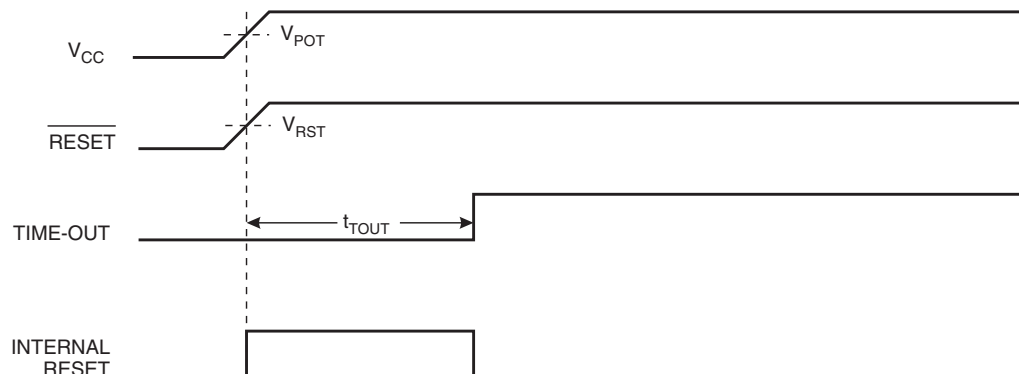 V_CC
V_POT
RESET
V_RST
TIME-OUT
t_TOUT
INTERNAL
RESET